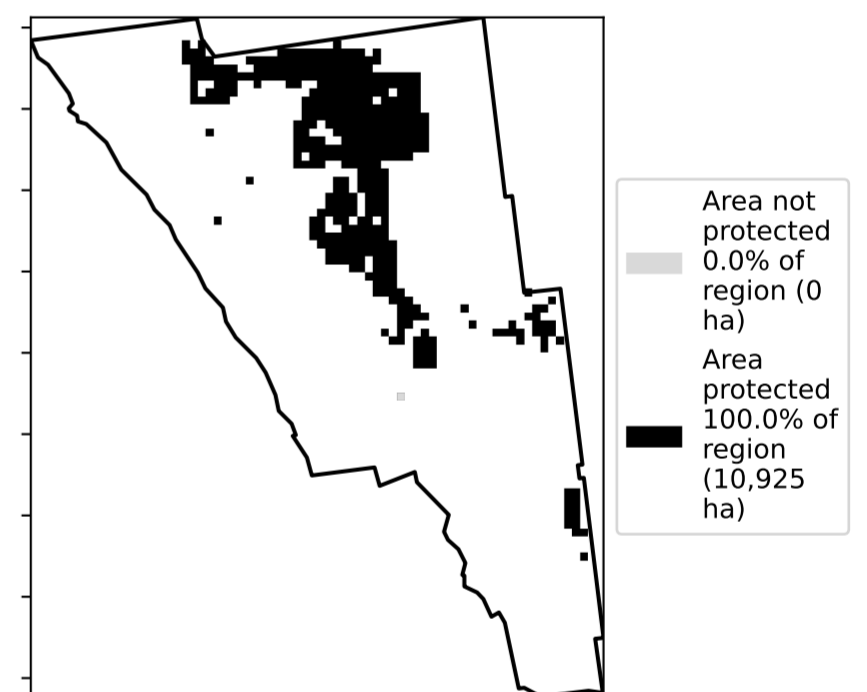 Area not
protected
0.0% of
region (0
ha)
Area
protected
100.0% of
region
(10,925
ha)